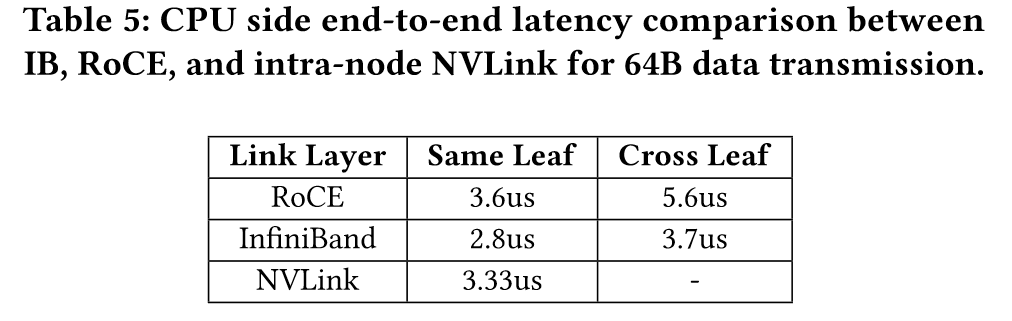 Table 5: CPU side end-to-end latency comparison between
IB, RoCE, and intra-node NVLink for 64B data transmission.
Link Layer Same Leaf Cross Leaf
RoCE 3.6us 5.6us
InfiniBand 2.8us 3.7us
NVLink 3.33us -